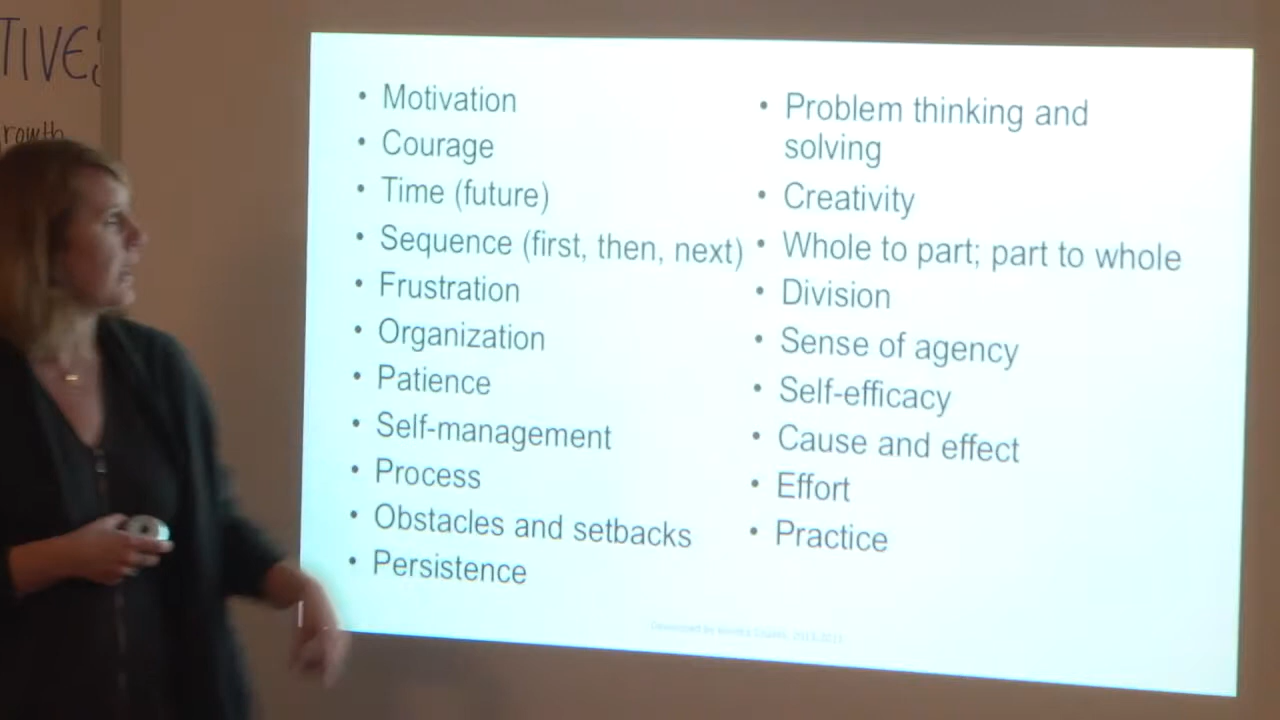 TIVES
rowth
• Motivation
• Courage
• Time (future)
• Sequence (first, then, next)
• Frustration
• Organization
• Patience
• Self-management
• Process
• Obstacles and setbacks
• Persistence
• Problem thinking and
solving
• Creativity
• Whole to part; part to whole
• Division
• Sense of agency
• Self-efficacy
• Cause and effect
• Effort
• Practice
Developed by